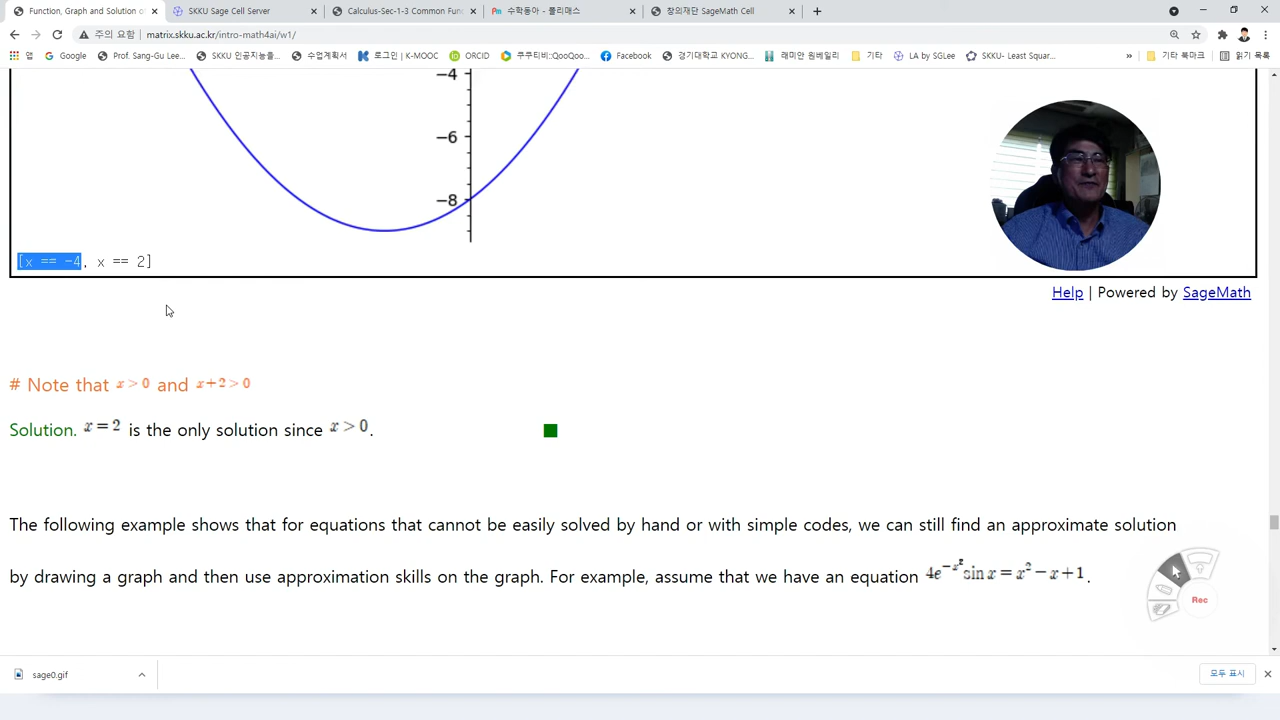 Function, Graph and Solution o
SKKU Sage Cell Server
Calculus-Sec-1-3 Common Fun
수학동아 - 폴리매스
창의재단 SageMath Cell
주의 요함 | matrix.skku.ac.kr/intro-math4ai/w1/
앱
Google
Prof. Sang-Gu Lee...
SKKU 인공지능을...
수업계획서
로그인 | K-MOOC
ORCID
쿠쿠티비::QooQoo...
Facebook
경기대학교 KYONG...
래미안 원베일리
기타
LA by SGLee
SKKU- Least Squar...
»
기타 북마크
읽기 목록
−4
−6
−8
[x == -4, x == 2]
Help | Powered by SageMath
# Note that x > 0 and x+2 > 0
Solution. x = 2 is the only solution since x > 0.
The following example shows that for equations that cannot be easily solved by hand or with simple codes, we can still find an approximate solution
by drawing a graph and then use approximation skills on the graph. For example, assume that we have an equation 4e^{-x^2} sin x = x^2 − x + 1.
Rec
sage0.gif
모두 표시